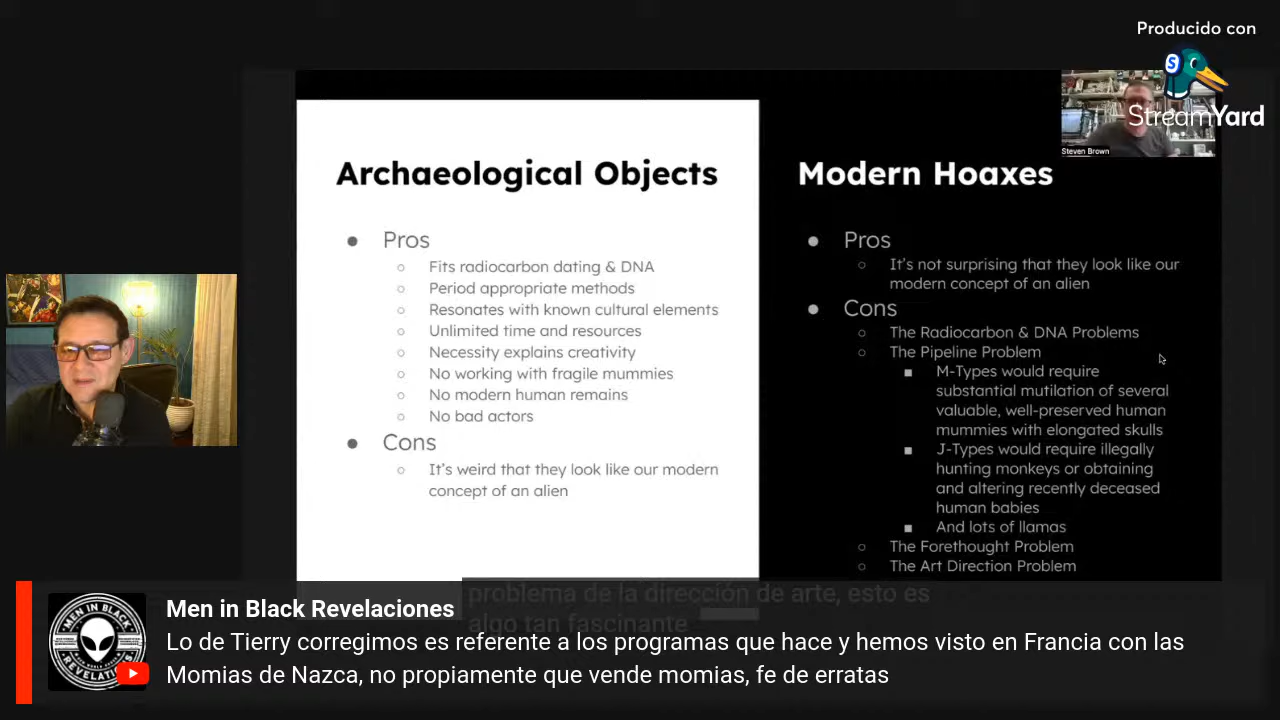 Producido con
StreamYard
Steven Brown
Archaeological Objects
Pros
Fits radiocarbon dating & DNA
Period appropriate methods
Resonates with known cultural elements
Unlimited time and resources
Necessity explains creativity
No working with fragile mummies
No modern human remains
No bad actors
Cons
It's weird that they look like our modern
concept of an alien
Modern Hoaxes
Pros
It's not surprising that they look like our
modern concept of an alien
Cons
The Radiocarbon & DNA Problems
The Pipeline Problem
M-Types would require
substantial mutilation of several
valuable, well-preserved human
mummies with elongated skulls
J-Types would require illegally
hunting monkeys or obtaining
and altering recently deceased
human babies
And lots of llamas
The Forethought Problem
The Art Direction Problem
problema de la dirección de arte, esto es
algo tan fascinante
MEN IN BLACK
Men in Black Revelaciones
Lo de Tierry corregimos es referente a los programas que hace y hemos visto en Francia con las
Momias de Nazca, no propiamente que vende momias, fe de erratas